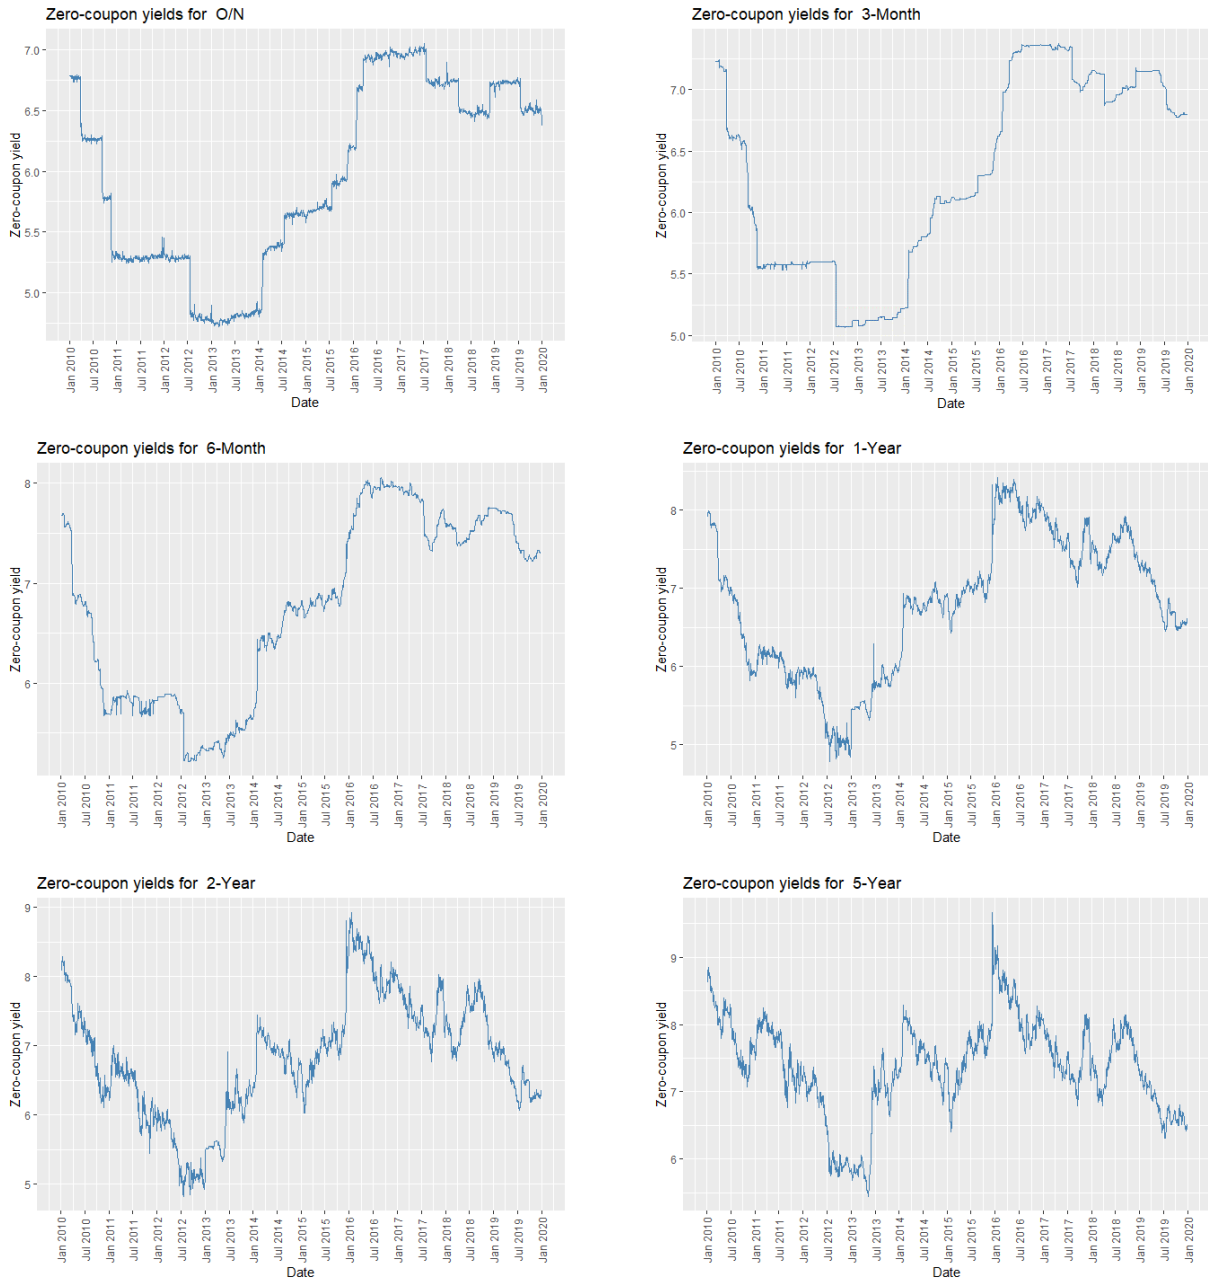 Zero-coupon yields for  O/N
Zero-coupon yield
7.0
6.5
6.0
5.5
5.0
Jan 2010
Jul 2010
Jan 2011
Jul 2011
Jan 2012
Jul 2012
Jan 2013
Jul 2013
Jan 2014
Jul 2014
Jan 2015
Jul 2015
Jan 2016
Jul 2016
Jan 2017
Jul 2017
Jan 2018
Jul 2018
Jan 2019
Jul 2019
Jan 2020
Date
Zero-coupon yields for  3-Month
Zero-coupon yield
7.0
6.5
6.0
5.5
5.0
Jan 2010
Jul 2010
Jan 2011
Jul 2011
Jan 2012
Jul 2012
Jan 2013
Jul 2013
Jan 2014
Jul 2014
Jan 2015
Jul 2015
Jan 2016
Jul 2016
Jan 2017
Jul 2017
Jan 2018
Jul 2018
Jan 2019
Jul 2019
Jan 2020
Date
Zero-coupon yields for  6-Month
Zero-coupon yield
8
7
6
Jan 2010
Jul 2010
Jan 2011
Jul 2011
Jan 2012
Jul 2012
Jan 2013
Jul 2013
Jan 2014
Jul 2014
Jan 2015
Jul 2015
Jan 2016
Jul 2016
Jan 2017
Jul 2017
Jan 2018
Jul 2018
Jan 2019
Jul 2019
Jan 2020
Date
Zero-coupon yields for  1-Year
Zero-coupon yield
8
7
6
5
Jan 2010
Jul 2010
Jan 2011
Jul 2011
Jan 2012
Jul 2012
Jan 2013
Jul 2013
Jan 2014
Jul 2014
Jan 2015
Jul 2015
Jan 2016
Jul 2016
Jan 2017
Jul 2017
Jan 2018
Jul 2018
Jan 2019
Jul 2019
Jan 2020
Date
Zero-coupon yields for  2-Year
Zero-coupon yield
9
8
7
6
5
Jan 2010
Jul 2010
Jan 2011
Jul 2011
Jan 2012
Jul 2012
Jan 2013
Jul 2013
Jan 2014
Jul 2014
Jan 2015
Jul 2015
Jan 2016
Jul 2016
Jan 2017
Jul 2017
Jan 2018
Jul 2018
Jan 2019
Jul 2019
Jan 2020
Date
Zero-coupon yields for  5-Year
Zero-coupon yield
9
8
7
6
Jan 2010
Jul 2010
Jan 2011
Jul 2011
Jan 2012
Jul 2012
Jan 2013
Jul 2013
Jan 2014
Jul 2014
Jan 2015
Jul 2015
Jan 2016
Jul 2016
Jan 2017
Jul 2017
Jan 2018
Jul 2018
Jan 2019
Jul 2019
Jan 2020
Date